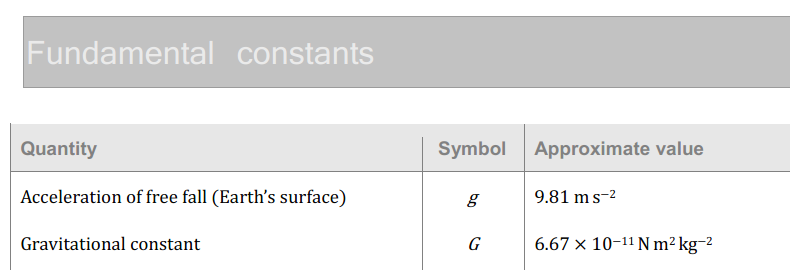 Fundamental constants
Quantity Symbol Approximate value
Acceleration of free fall (Earth’s surface) g 9.81 m s⁻²
Gravitational constant G 6.67 × 10⁻¹¹ N m² kg⁻²